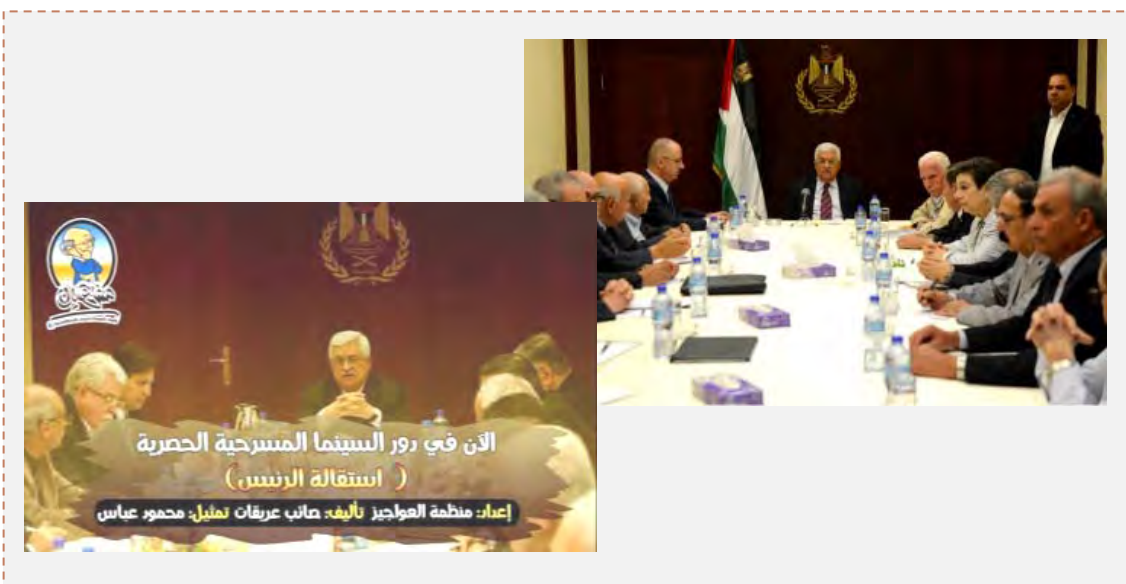 الآن في دور السينما المسرحية الحصرية
( استقالة الرئيس )
إعداد: منظمة العواجيز تأليف: صائب عريقات تمثيل: محمود عباس